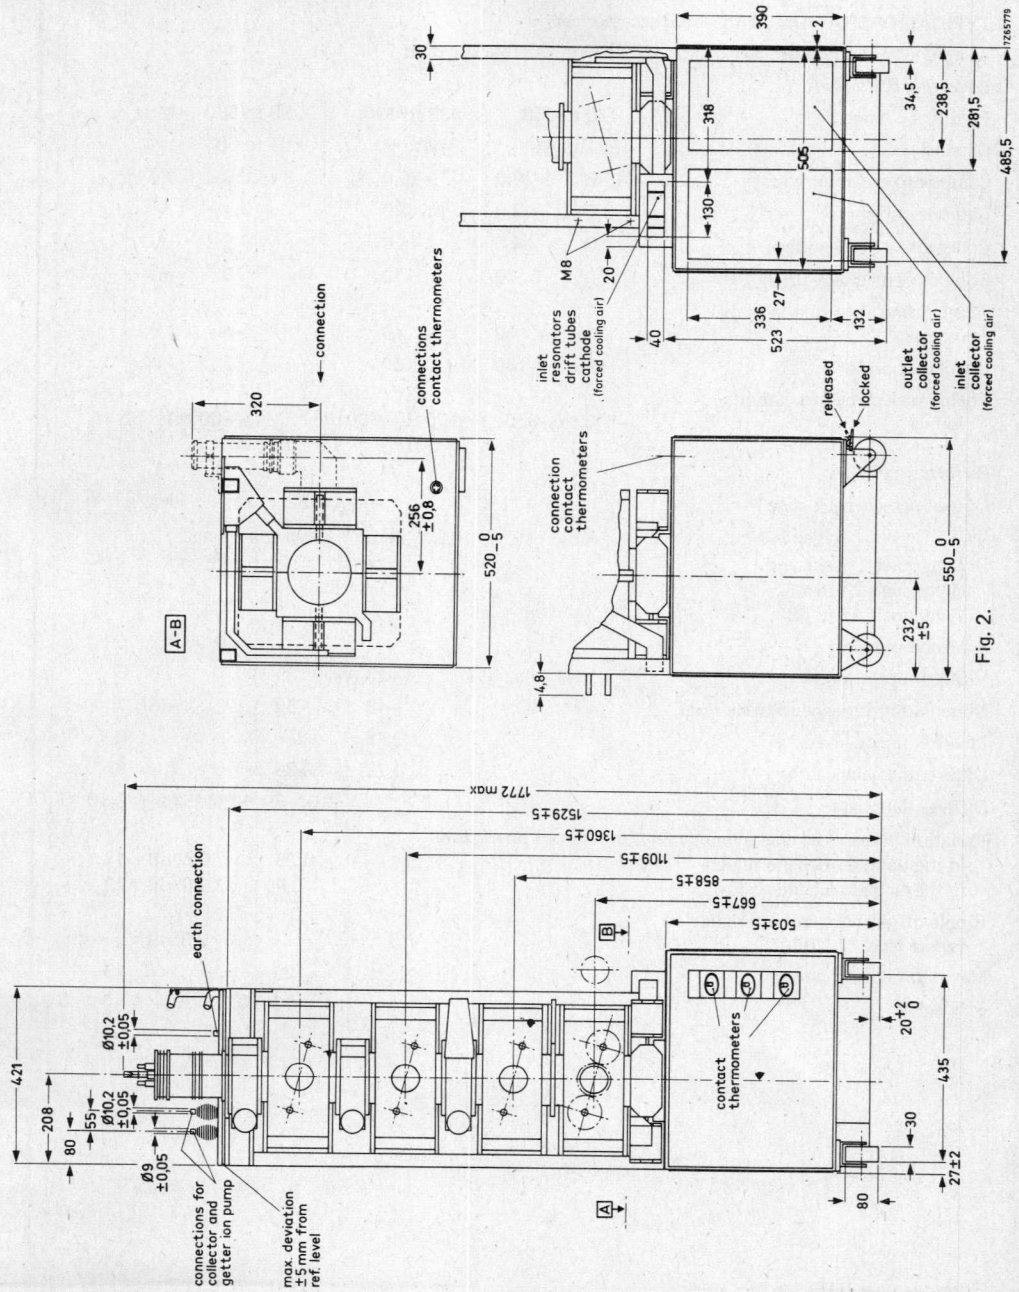 421
208
80
55
Ø10,2
±0,05
Ø10,2
±0,05
Ø9
±0,05
earth connection
connections for
collector and
getter ion pump
max. deviation
±5 mm from
ref. level
1772 max
1529±5
1360±5
1109±5
858±5
667±5
503±5
A
B
contact
thermometers
80
27±2
30
435
20+2
0
A-B
320
connection
connections
contact thermometers
256
±0,8
520 0
-5
4,8
connection
contact
thermometers
released
locked
232
±5
550 0
-5
Fig. 2.
30
M8
20
40
inlet
resonators
drift tubes
cathode
(forced cooling air)
390
2
318
130
505
27
336
132
523
34,5
238,5
281,5
485,5
outlet
collector
(forced cooling air)
inlet
collector
(forced cooling air)
7Z65779